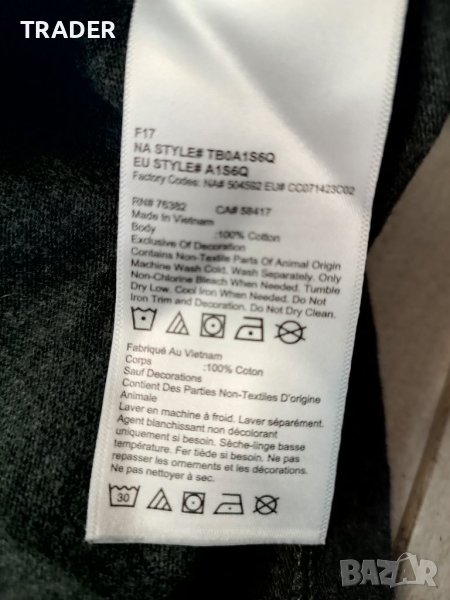 TRADER
F17
NA STYLE# TB0A1S6Q
EU STYLE# A1S6Q
Factory Codes: NA# 504592 EU# CC071423C02
RN# 76382 CA# 58417
Made In Vietnam
Body :100% Cotton
Exclusive Of Decoration
Contains Non-Textile Parts Of Animal Origin
Machine Wash Cold. Wash Separately. Only
Non-Chlorine Bleach When Needed. Tumble
Dry Low. Cool Iron When Needed. Do Not
Iron Trim and Decoration. Do Not Dry Clean.
Fabriqué Au Vietnam
Corps :100% Coton
Sauf Decorations
Contient Des Parties Non-Textiles D'origine
Animale
Laver en machine à froid. Laver séparément.
Agent blanchissant non décolorant
uniquement si besoin. Sèche-linge basse
température. Fer tiède si besoin. Ne pas
repasser les ornements et les décorations.
Ne pas nettoyer à sec.
30
BAZAR